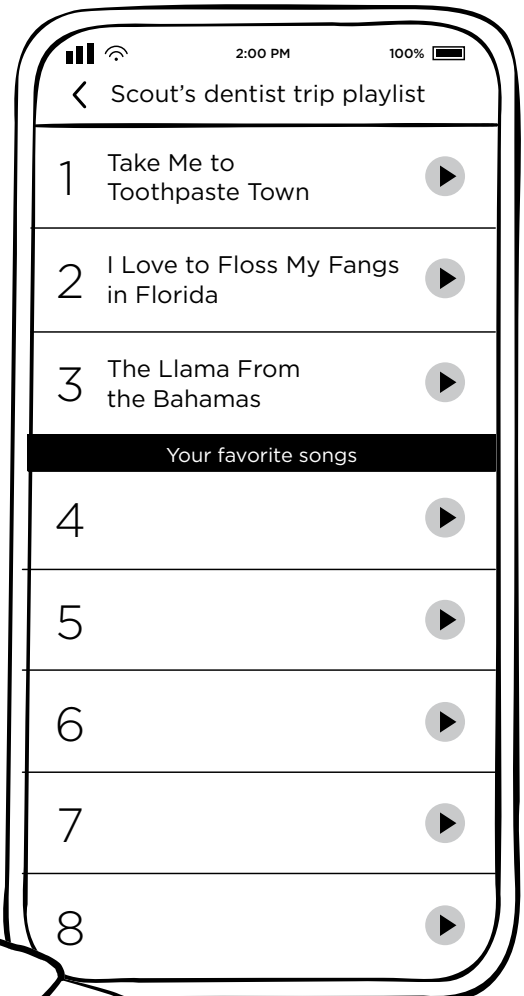 2:00 PM 100%
Scout’s dentist trip playlist
1 Take Me to
Toothpaste Town
2 I Love to Floss My Fangs
in Florida
3 The Llama From
the Bahamas
Your favorite songs
4
5
6
7
8